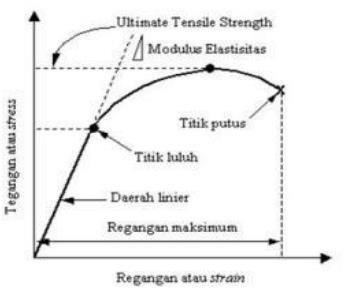 Ultimate Tensile Strength
Modulus Elastisitas
Titik putus
Titik luluh
Daerah linier
Regangan maksimum
Tegangan atau stress
Regangan atau strain